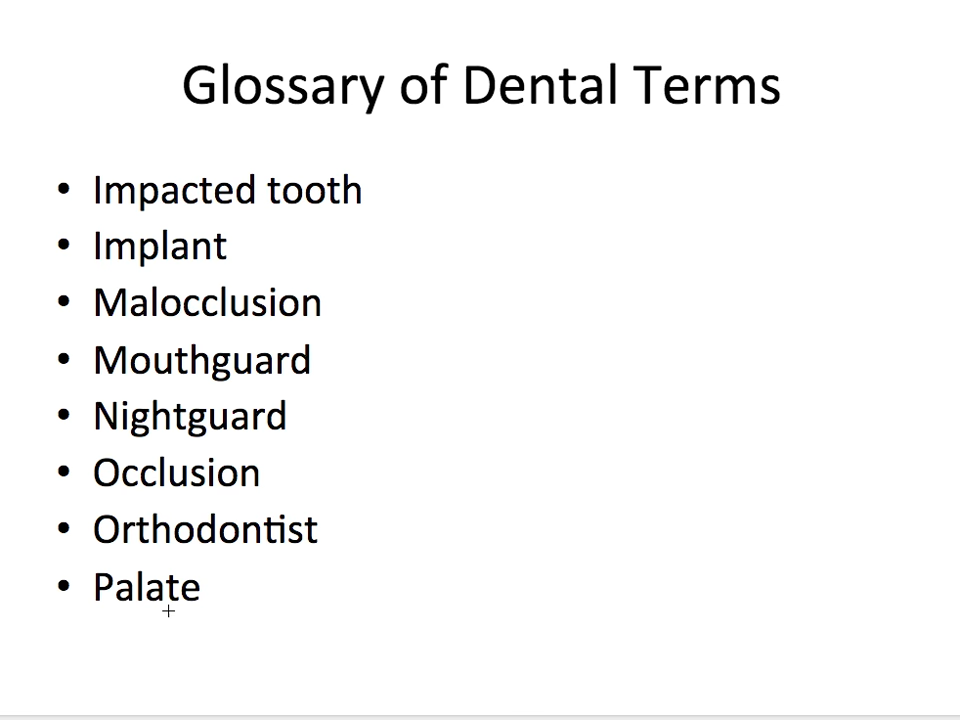 Glossary of Dental Terms
• Impacted tooth
• Implant
• Malocclusion
• Mouthguard
• Nightguard
• Occlusion
• Orthodontist
• Palate